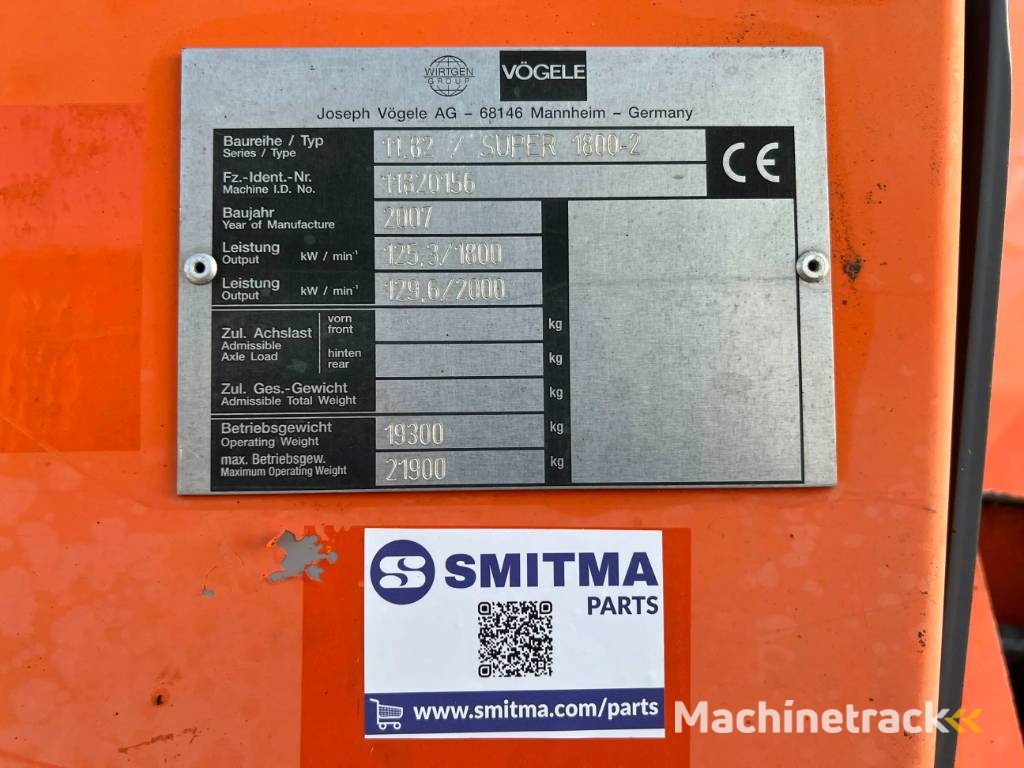 WIRTGEN
GROUP
VÖGELE
Joseph Vögele AG – 68146 Mannheim – Germany
Baureihe / Typ
Series / Type
11.82 / SUPER 1800-2
Fz.-Ident.-Nr.
Machine I.D. No.
11820156
CE
Baujahr
Year of Manufacture
2007
Leistung
Output kW / min⁻¹
125,3/1800
Leistung
Output kW / min⁻¹
129,6/2000
Zul. Achslast
Admissible
Axle Load
vorn
front
kg
hinten
rear
kg
Zul. Ges.-Gewicht
Admissible Total Weight
kg
Betriebsgewicht
Operating Weight
19300 kg
max. Betriebsgew.
Maximum Operating Weight
21900 kg
SMITMA
PARTS
www.smitma.com/parts
Machinetrack